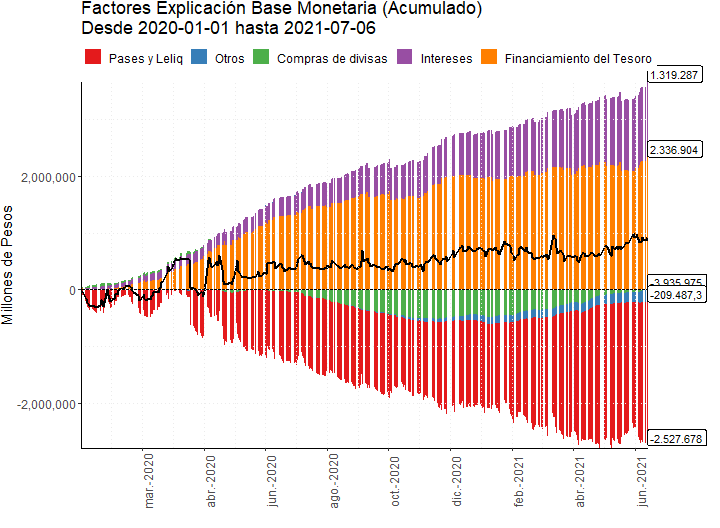 Factores Explicación Base Monetaria (Acumulado)
Desde 2020-01-01 hasta 2021-07-06
Pases y Leliq Otros Compras de divisas Intereses Financiamiento del Tesoro
1.319.287
2.336.904
2,000,000
0
-2,000,000
-3.935,975
-209.487,3
-2.527.678
Millones de Pesos
mar.-2020
abr.-2020
jun.-2020
ago.-2020
oct.-2020
dic.-2020
feb.-2021
abr.-2021
jun.-2021